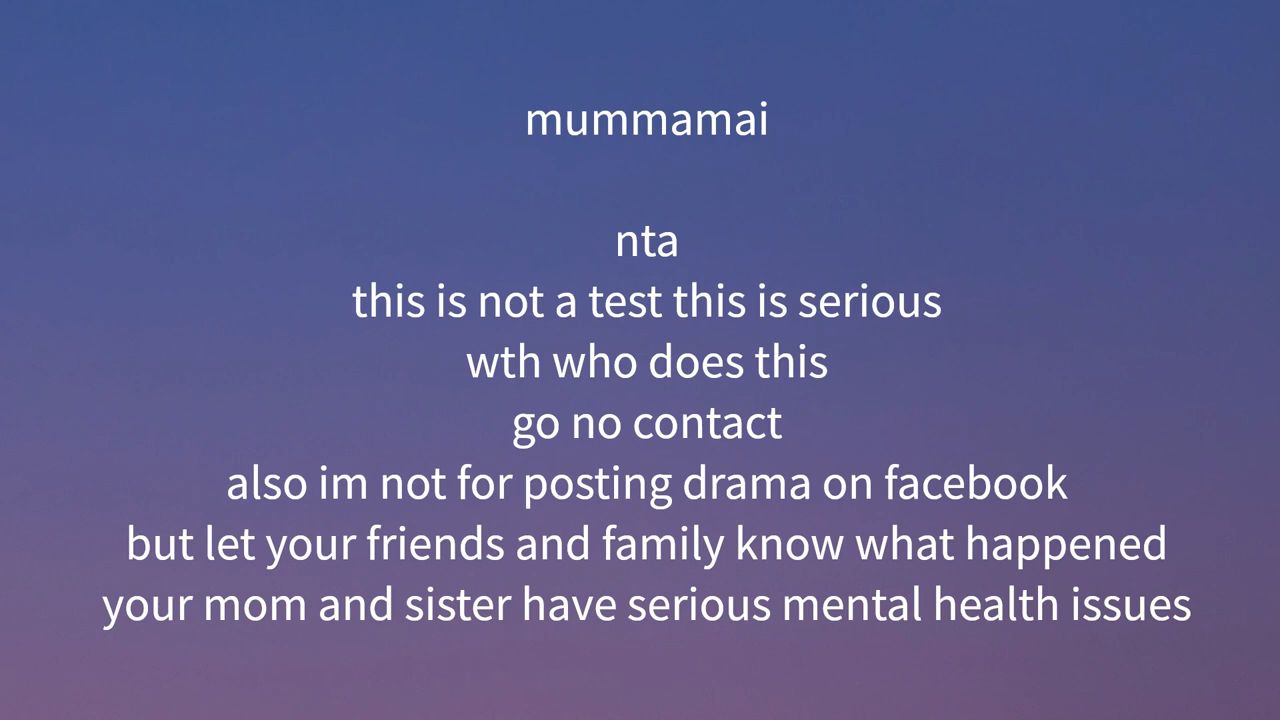 mummamai
nta
this is not a test this is serious
wth who does this
go no contact
also im not for posting drama on facebook
but let your friends and family know what happened
your mom and sister have serious mental health issues